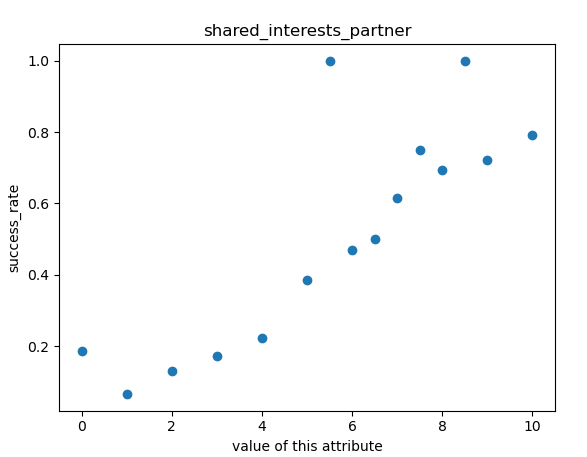 shared_interests_partner
1.0
0.8
0.6
0.4
0.2
success_rate
0 2 4 6 8 10
value of this attribute